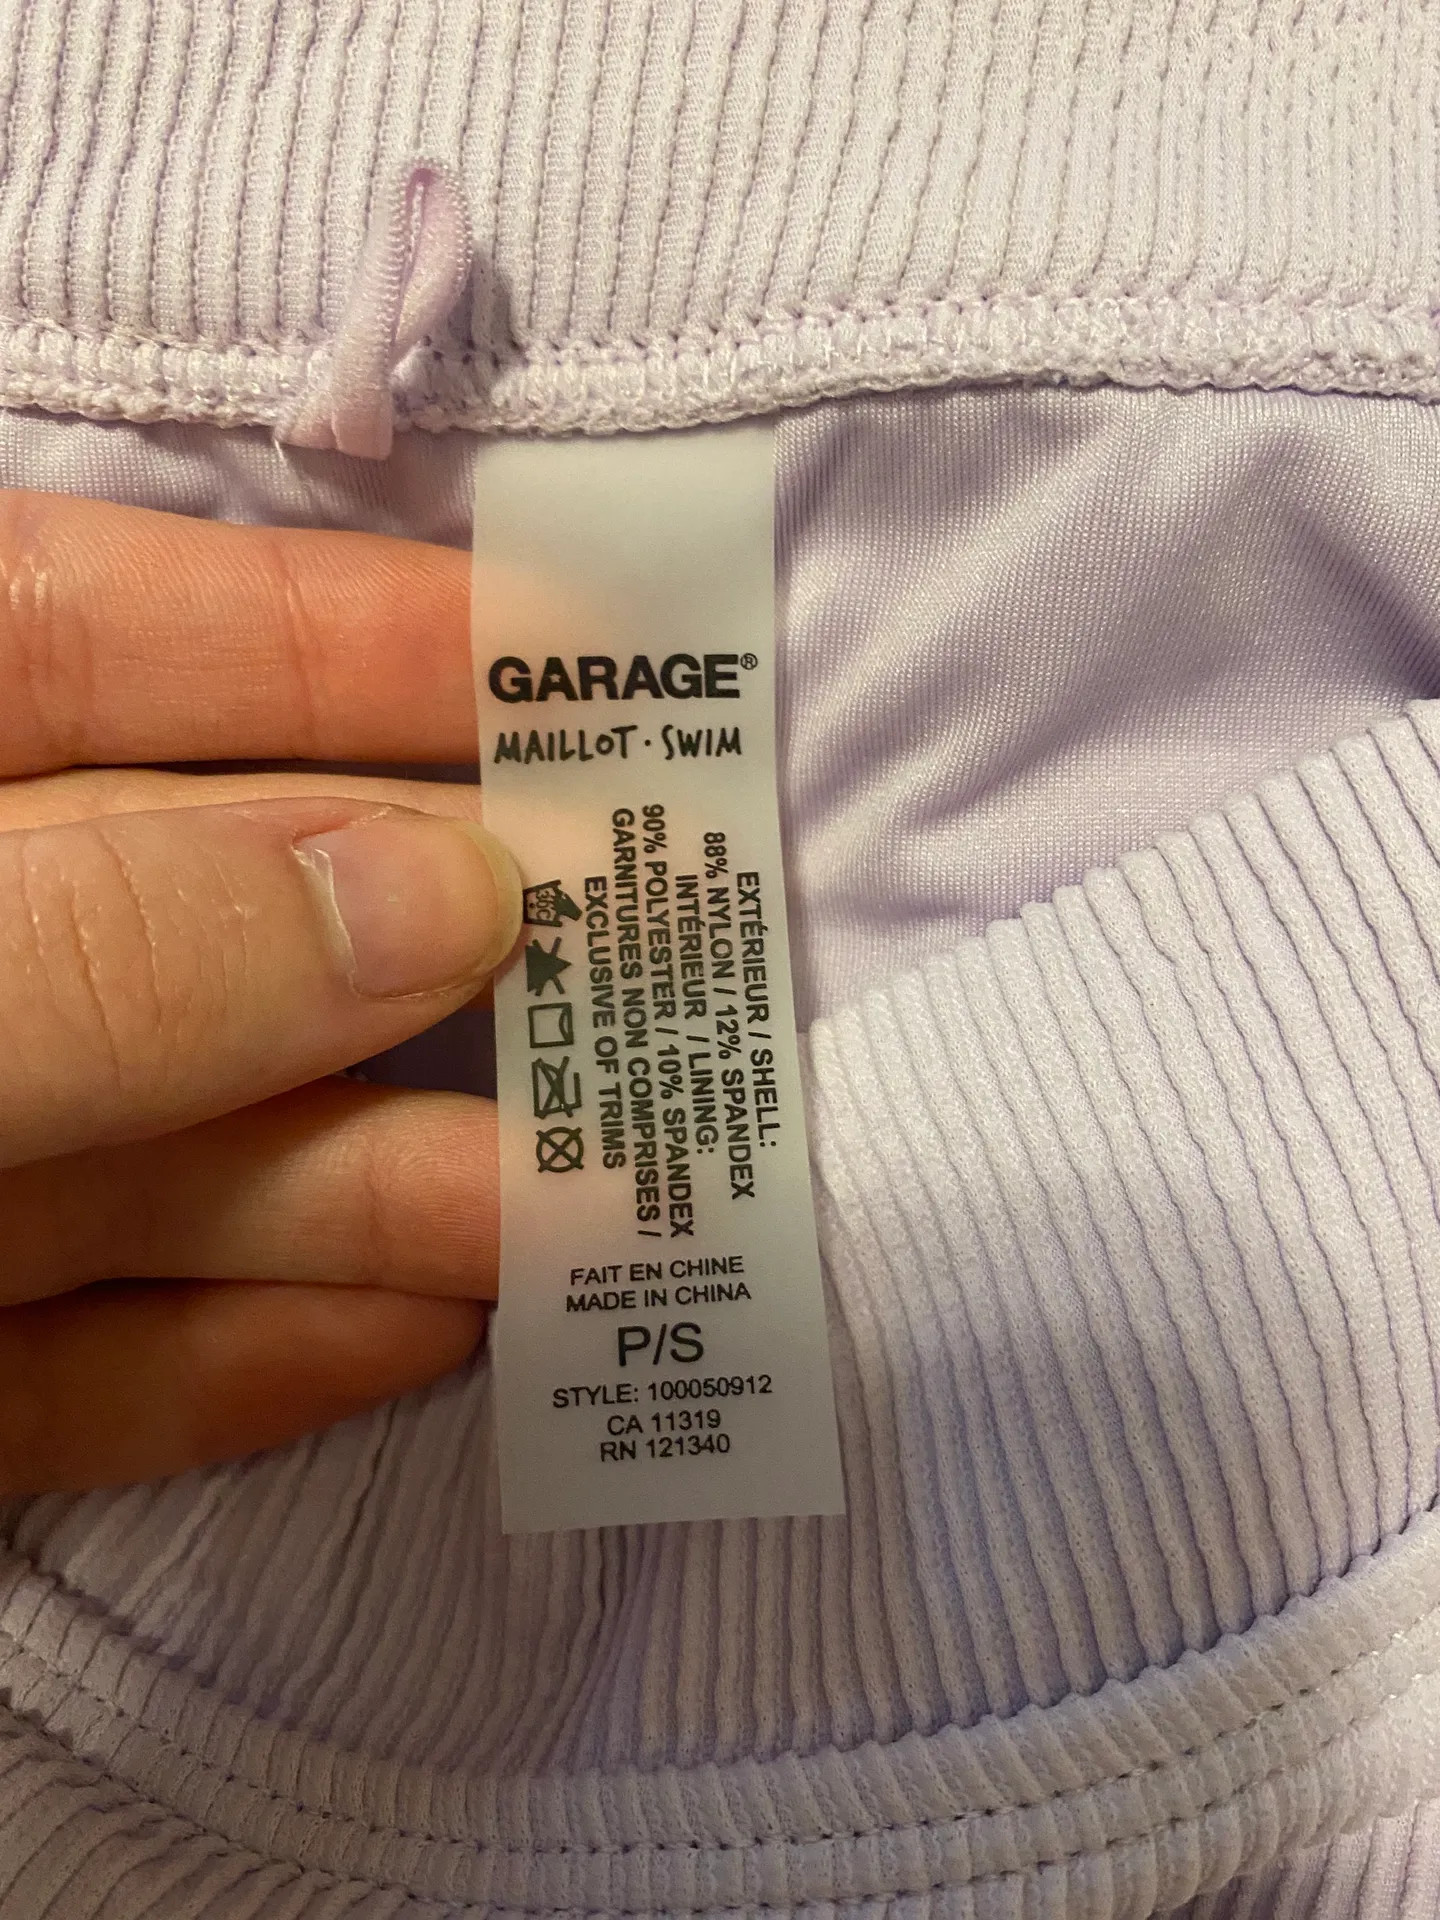 GARAGE®
MAILLOT · SWIM
EXTÉRIEUR / SHELL:
88% NYLON / 12% SPANDEX
INTÉRIEUR / LINING:
90% POLYESTER / 10% SPANDEX
GARNITURES NON COMPRISES /
EXCLUSIVE OF TRIMS
30C
FAIT EN CHINE
MADE IN CHINA
P/S
STYLE: 100050912
CA 11319
RN 121340